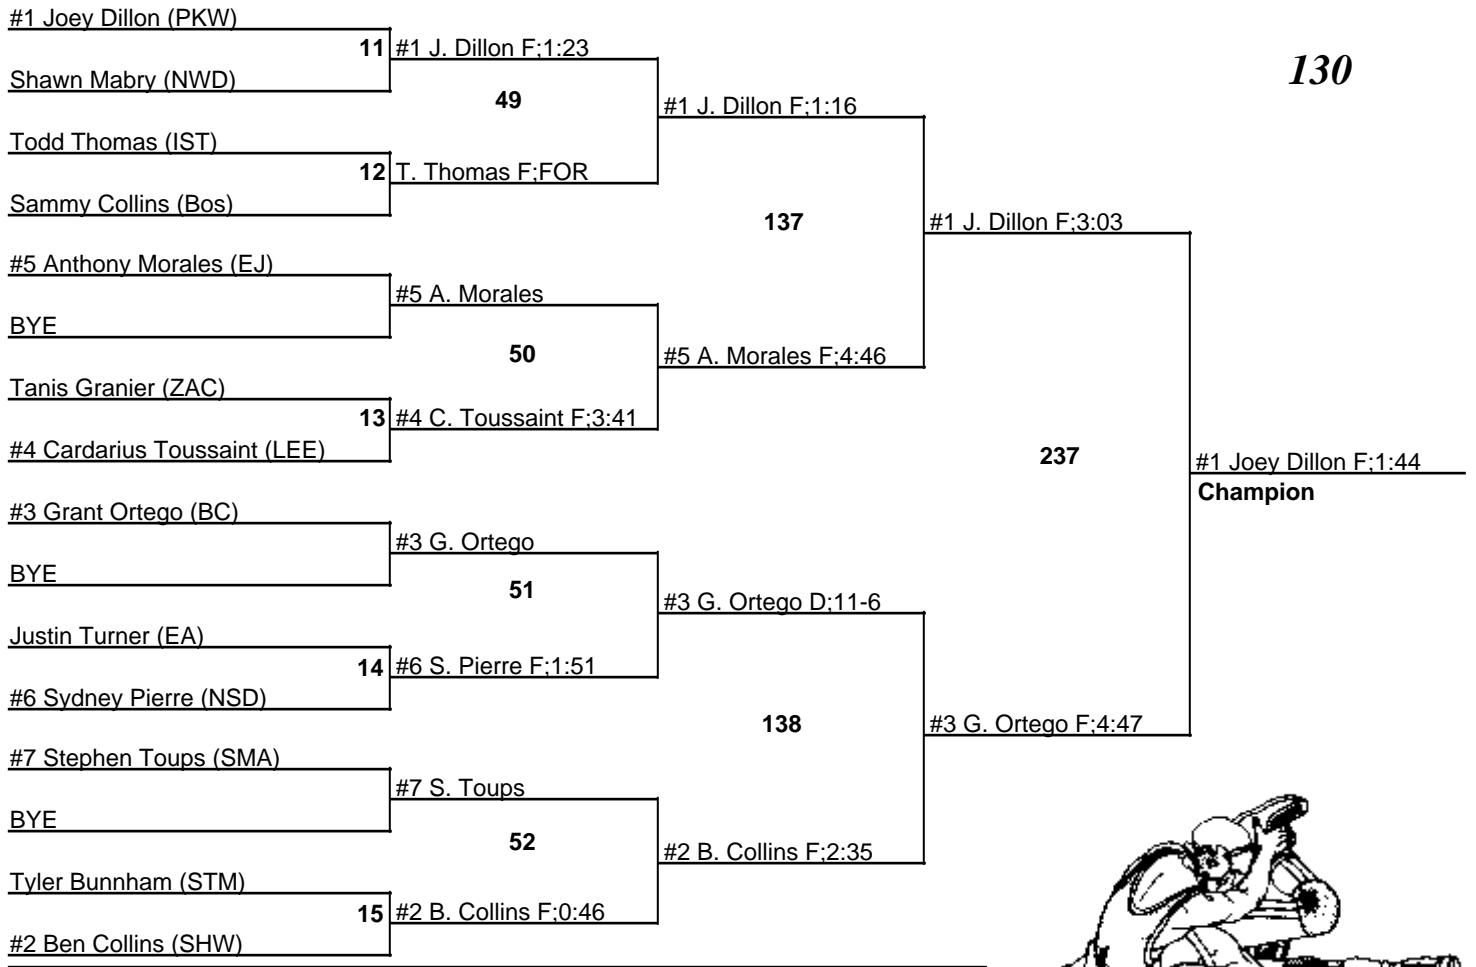 #1 Joey Dillon (PKW)
11 #1 J. Dillon F;1:23
130
Shawn Mabry (NWD)
49
#1 J. Dillon F;1:16
Todd Thomas (IST)
12 T. Thomas F;FOR
Sammy Collins (Bos)
137
#1 J. Dillon F;3:03
#5 Anthony Morales (EJ)
#5 A. Morales
BYE
50
#5 A. Morales F;4:46
Tanis Granier (ZAC)
13 #4 C. Toussaint F;3:41
#4 Cardarius Toussaint (LEE)
237
#1 Joey Dillon F;1:44
Champion
#3 Grant Ortego (BC)
#3 G. Ortego
BYE
51
#3 G. Ortego D;11-6
Justin Turner (EA)
14 #6 S. Pierre F;1:51
#6 Sydney Pierre (NSD)
138
#3 G. Ortego F;4:47
#7 Stephen Toups (SMA)
#7 S. Toups
BYE
52
#2 B. Collins F;2:35
Tyler Bunnham (STM)
15 #2 B. Collins F;0:46
#2 Ben Collins (SHW)